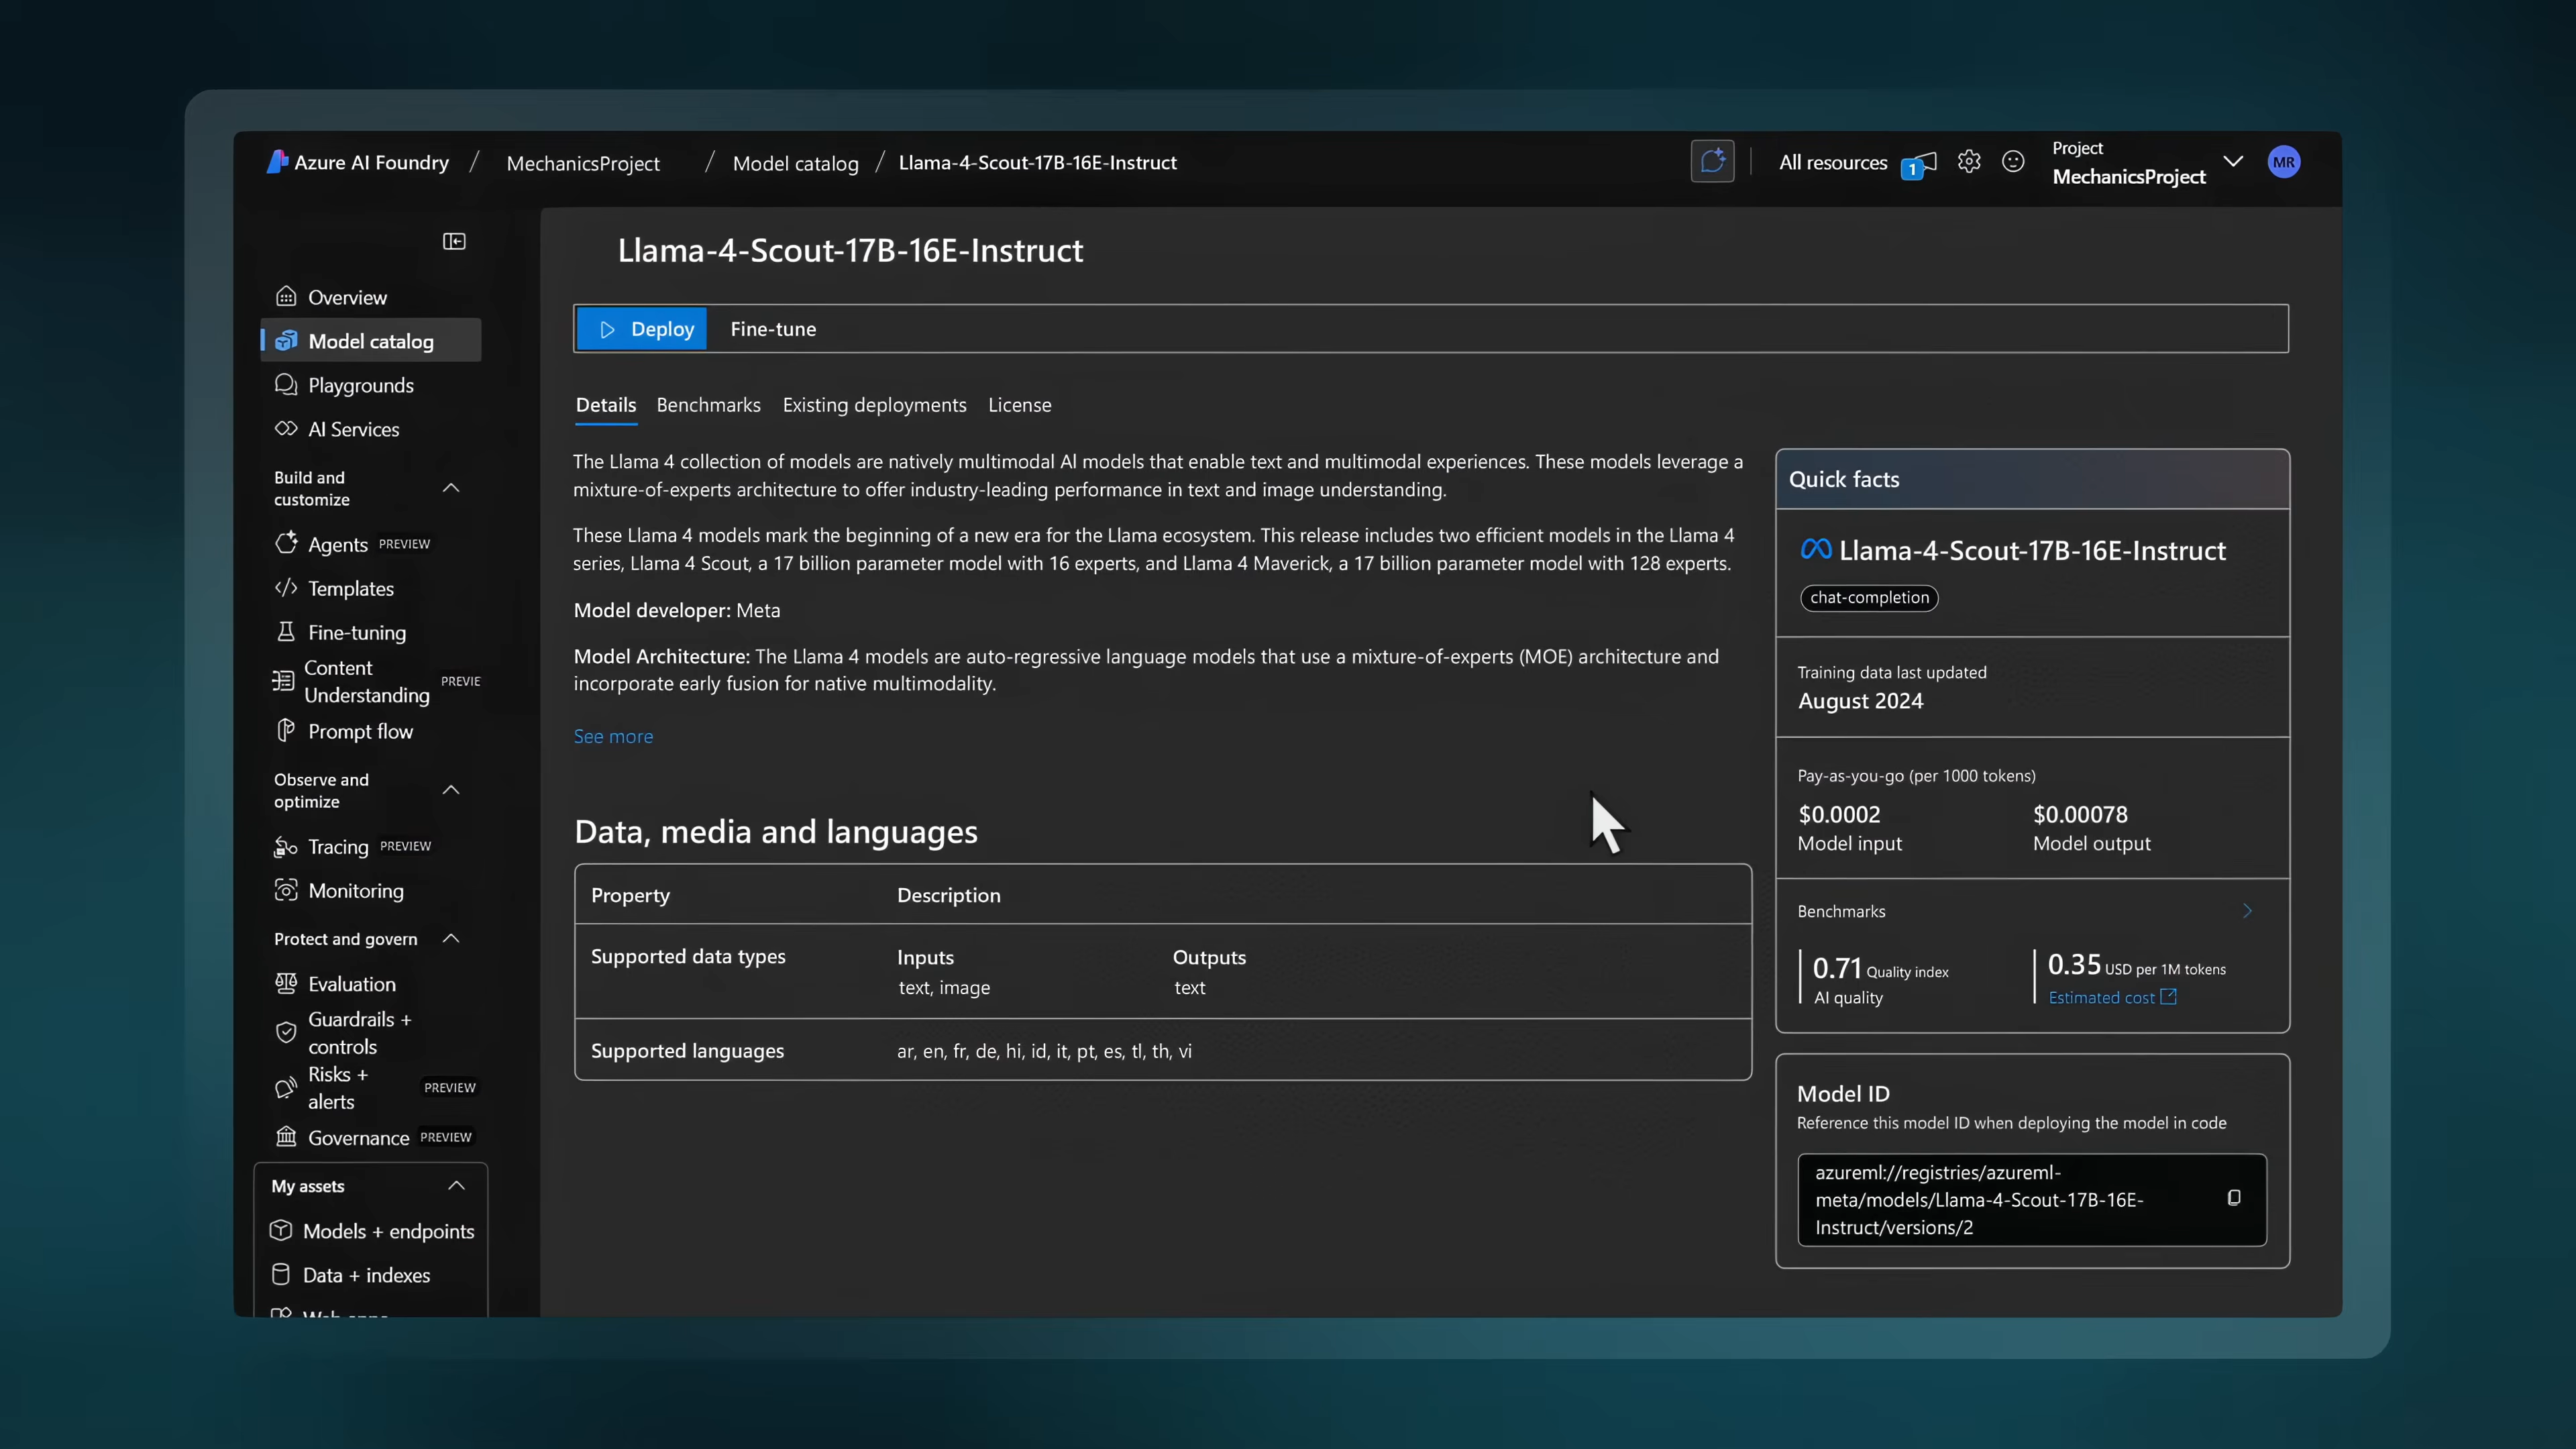 Azure AI Foundry / MechanicsProject / Model catalog / Llama-4-Scout-17B-16E-Instruct
All resources
1
Project
MechanicsProject
MR
Overview
Model catalog
Playgrounds
AI Services
Build and
customize
Agents PREVIEW
Templates
Fine-tuning
Content
Understanding
PREVIE
Prompt flow
Observe and
optimize
Tracing PREVIEW
Monitoring
Protect and govern
Evaluation
Guardrails +
controls
Risks +
alerts
PREVIEW
Governance PREVIEW
My assets
Models + endpoints
Data + indexes
Llama-4-Scout-17B-16E-Instruct
Deploy
Fine-tune
Details Benchmarks Existing deployments License
The Llama 4 collection of models are natively multimodal AI models that enable text and multimodal experiences. These models leverage a
mixture-of-experts architecture to offer industry-leading performance in text and image understanding.
These Llama 4 models mark the beginning of a new era for the Llama ecosystem. This release includes two efficient models in the Llama 4
series, Llama 4 Scout, a 17 billion parameter model with 16 experts, and Llama 4 Maverick, a 17 billion parameter model with 128 experts.
Model developer: Meta
Model Architecture: The Llama 4 models are auto-regressive language models that use a mixture-of-experts (MOE) architecture and
incorporate early fusion for native multimodality.
See more
Data, media and languages
Property Description
Supported data types Inputs Outputs
text, image text
Supported languages ar, en, fr, de, hi, id, it, pt, es, tl, th, vi
Quick facts
Llama-4-Scout-17B-16E-Instruct
chat-completion
Training data last updated
August 2024
Pay-as-you-go (per 1000 tokens)
$0.0002 $0.00078
Model input Model output
Benchmarks
0.71 Quality index 0.35 USD per 1M tokens
AI quality Estimated cost
Model ID
Reference this model ID when deploying the model in code
azureml://registries/azureml-
meta/models/Llama-4-Scout-17B-16E-
Instruct/versions/2